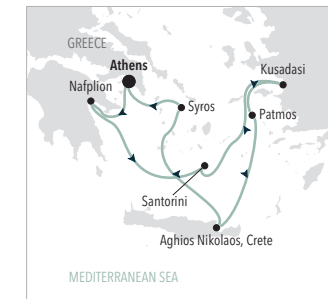 GREECE
Athens
Kusadasi
Nafplion
Syros
Patmos
Santorini
Aghios Nikolaos, Crete
MEDITERRANEAN SEA